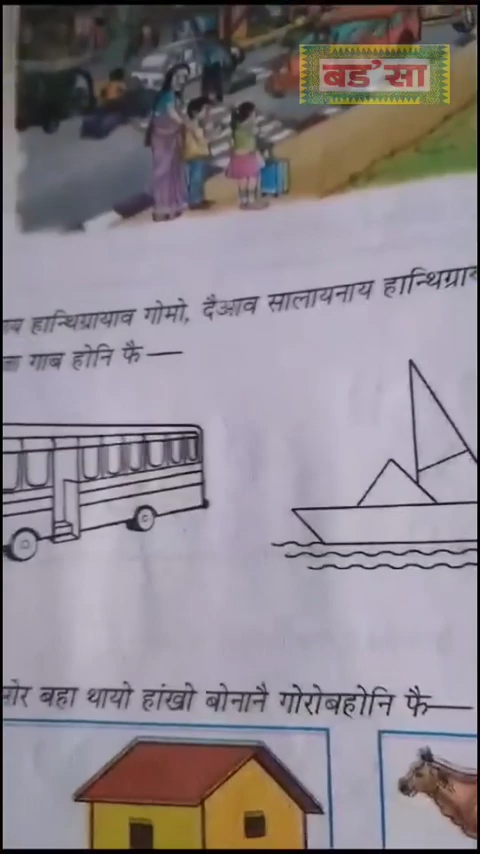 बड'सा
हान्थिग्रायाव गोमो, दैआव सालायनाय
गाब होनि फै—
बहा थायो हांखो बोनानै गोरोबहोनि फै—